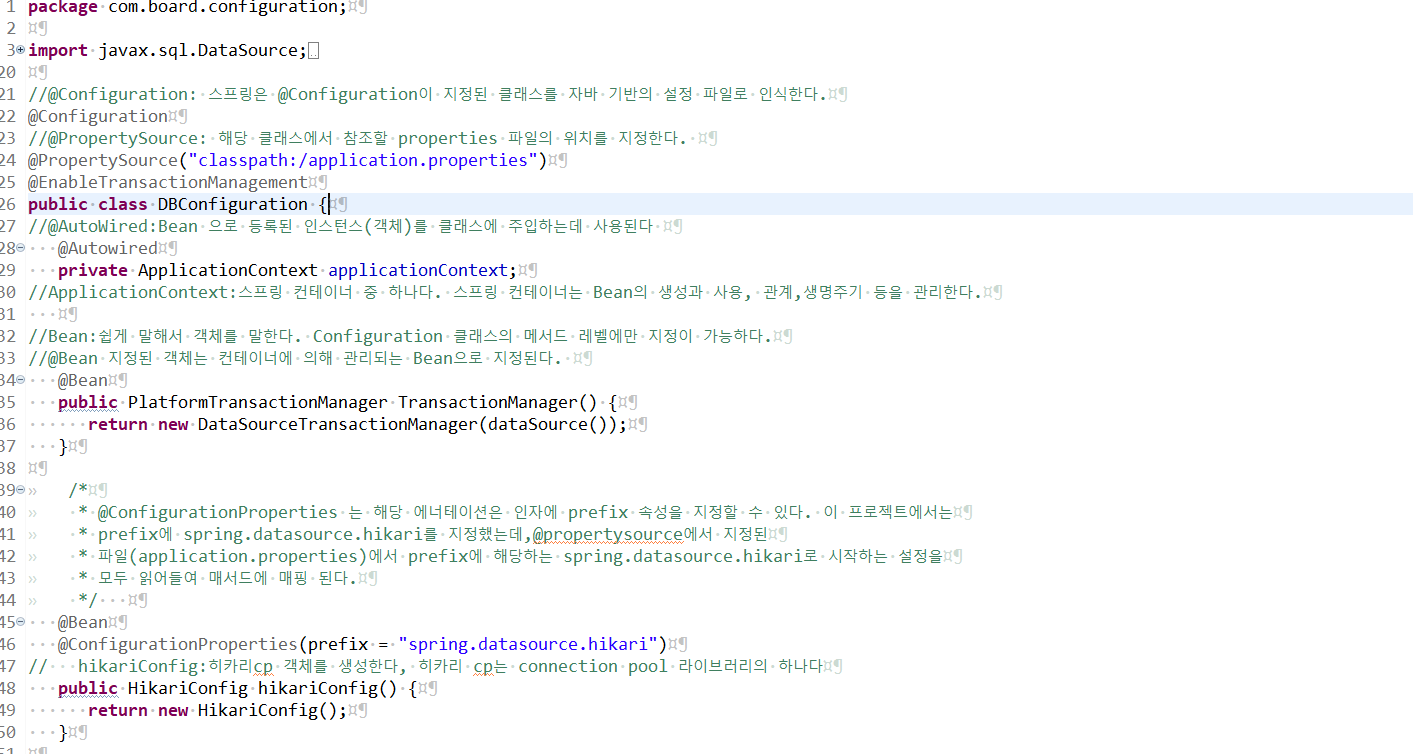 1 package com.board.configuration;
2
3 import javax.sql.DataSource;
20
21 //@Configuration: 스프링은 @Configuration이 지정된 클래스를 자바 기반의 설정 파일로 인식한다.
22 @Configuration
23 //@PropertySource: 해당 클래스에서 참조할 properties 파일의 위치를 지정한다.
24 @PropertySource("classpath:/application.properties")
25 @EnableTransactionManagement
26 public class DBConfiguration {
27 //@AutoWired:Bean 으로 등록된 인스턴스(객체)를 클래스에 주입하는데 사용된다
28 @Autowired
29 private ApplicationContext applicationContext;
30 //ApplicationContext:스프링 컨테이너 중 하나다. 스프링 컨테이너는 Bean의 생성과 사용, 관계,생명주기 등을 관리한다.
31
32 //Bean:쉽게 말해서 객체를 말한다. Configuration 클래스의 메서드 레벨에만 지정이 가능하다.
33 //@Bean 지정된 객체는 컨테이너에 의해 관리되는 Bean으로 지정된다.
34 @Bean
35 public PlatformTransactionManager TransactionManager() {
36 return new DataSourceTransactionManager(dataSource());
37 }
38
39 /*
40 * @ConfigurationProperties 는 해당 에너테이션은 인자에 prefix 속성을 지정할 수 있다. 이 프로젝트에서는
41 * prefix에 spring.datasource.hikari를 지정했는데,@propertysource에서 지정된
42 * 파일(application.properties)에서 prefix에 해당하는 spring.datasource.hikari로 시작하는 설정을
43 * 모두 읽어들여 매서드에 매핑 된다.
44 */
45 @Bean
46 @ConfigurationProperties(prefix = "spring.datasource.hikari")
47 // hikariConfig:히카리cp 객체를 생성한다, 히카리 cp는 connection pool 라이브러리의 하나다
48 public HikariConfig hikariConfig() {
49 return new HikariConfig();
50 }
51